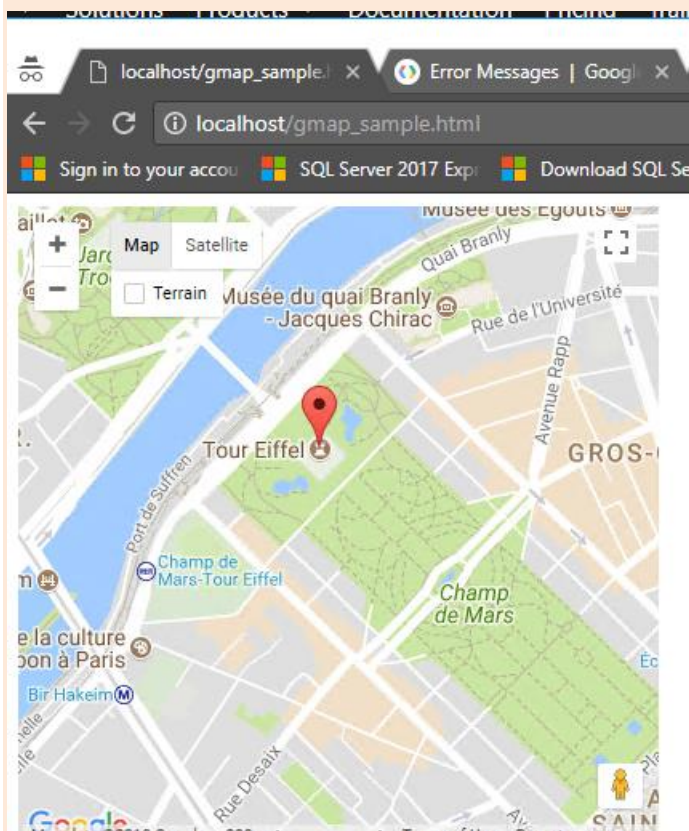 Solutions Products Documentation Pricing
localhost/gmap_sample.
Error Messages | Googl
localhost/gmap_sample.html
Sign in to your accou
SQL Server 2017 Expr
Download SQL Se
Musée des Egouts
+
Map Satellite
Quai Branly
−
Terrain
Musée du quai Branly
- Jacques Chirac
Rue de l'Université
Avenue Rapp
Tour Eiffel
GROS-
Port de Suffren
Champ de
Mars-Tour Eiffel
Champ
de Mars
e la culture
à Paris
Bir Hakeim
M
Rue Desaix
Google
SAIN